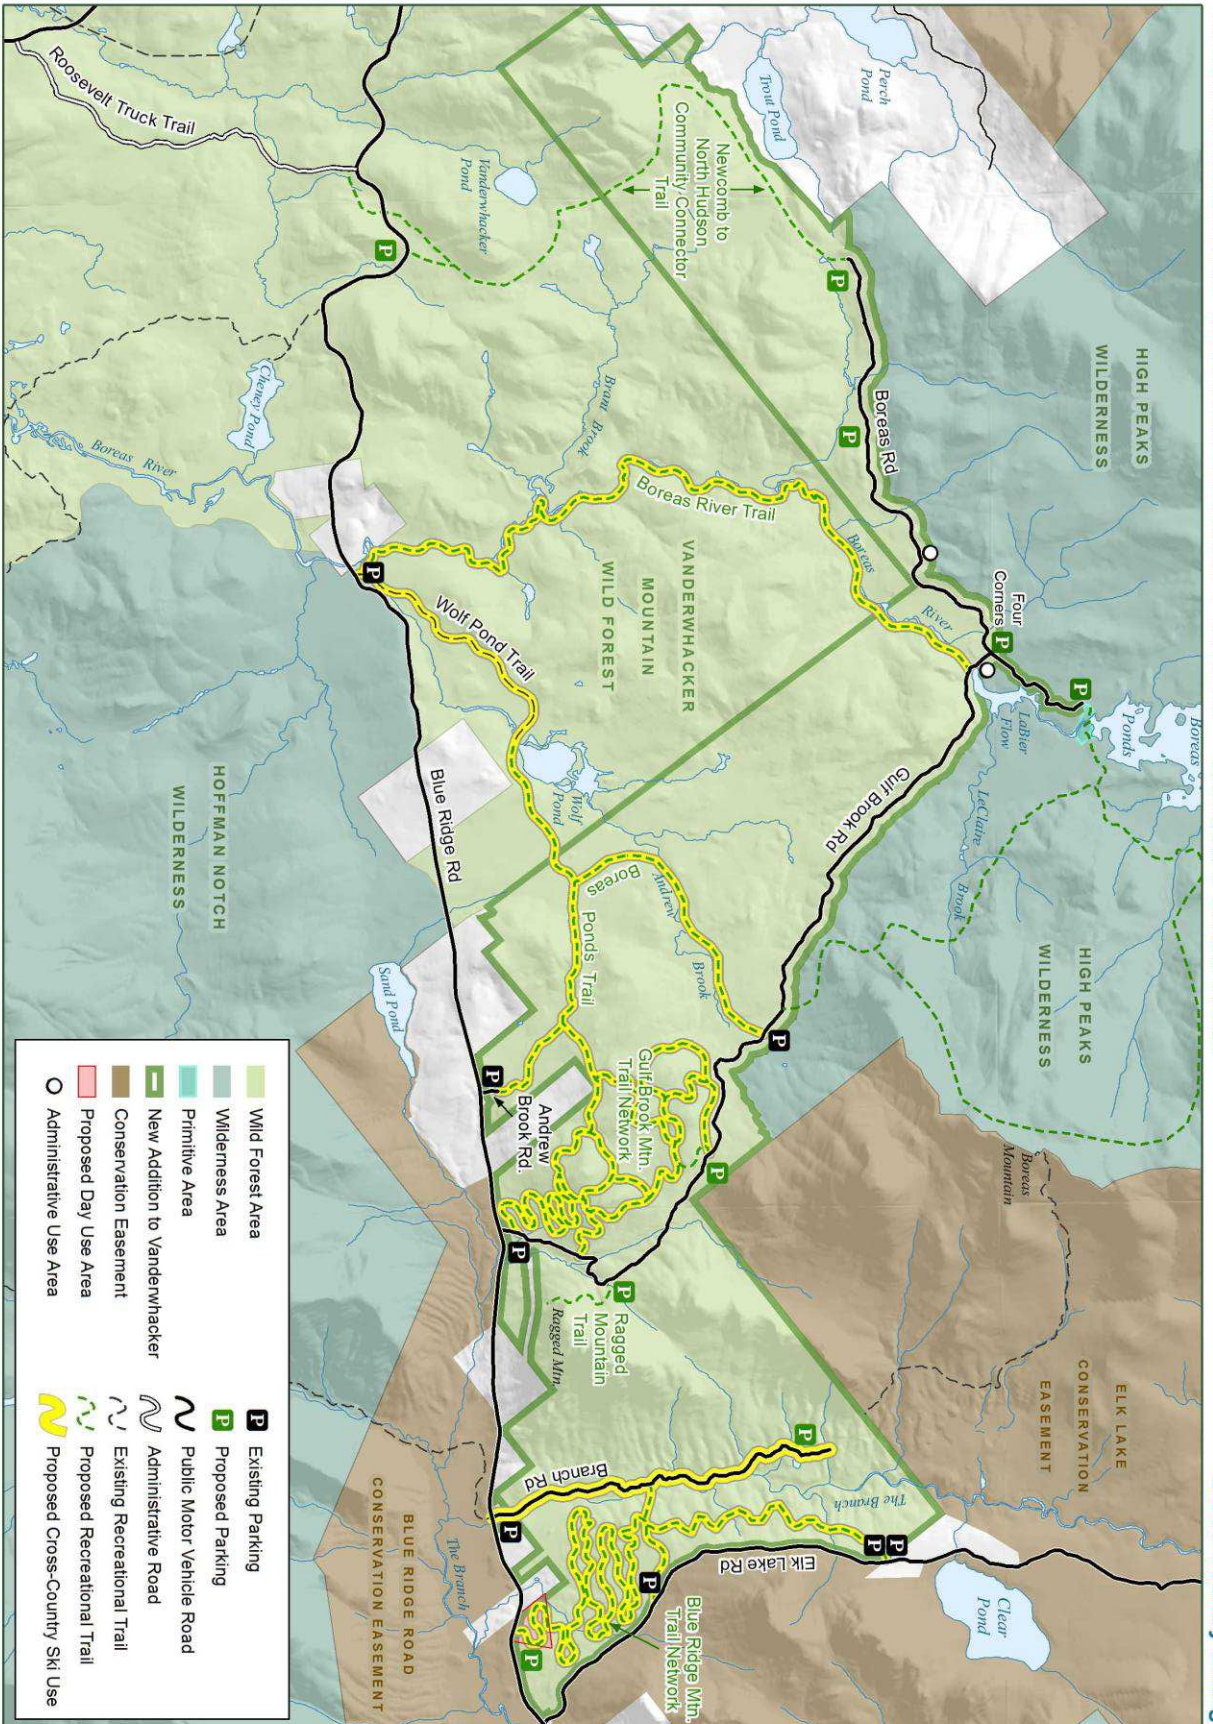 Perch
Pond
Trout Pond
Roosevelt Truck Trail
Vanderwhacker
Pond
Newcomb to
North Hudson
Community Connector
Trail
P
P
P
HIGH PEAKS
WILDERNESS
Boreas Rd
Cheney Pond
Boreas River
Brant Brook
Boreas River Trail
Boreas
River
Four
Corners
P
P
Boreas
Ponds
LaBier
Flow
LeClaire
Brook
VANDERWHACKER
MOUNTAIN
WILD FOREST
P
Wolf Pond Trail
Wolf
Pond
Blue Ridge Rd
Gulf Brook Rd
HOFFMAN NOTCH
WILDERNESS
Boreas
Ponds Trail
Andrew
Brook
HIGH PEAKS
WILDERNESS
Sand Pond
P
P
Gulf Brook Mtn.
Trail Network
Andrew
Brook Rd.
P
Boreas
Mountain
P
P
Ragged
Mountain
Trail
Ragged Mtn.
ELK LAKE
CONSERVATION
EASEMENT
P
Branch Rd
The Branch
P
P
P
Elk Lake Rd
P
P
Clear
Pond
Blue Ridge Mtn.
Trail Network
The Branch
BLUE RIDGE ROAD
CONSERVATION EASEMENT
Wild Forest Area
Wilderness Area
Primitive Area
New Addition to Vanderwhacker
Conservation Easement
Proposed Day Use Area
Administrative Use Area
P Existing Parking
P Proposed Parking
Public Motor Vehicle Road
Administrative Road
Existing Recreational Trail
Proposed Recreational Trail
Proposed Cross-Country Ski Use